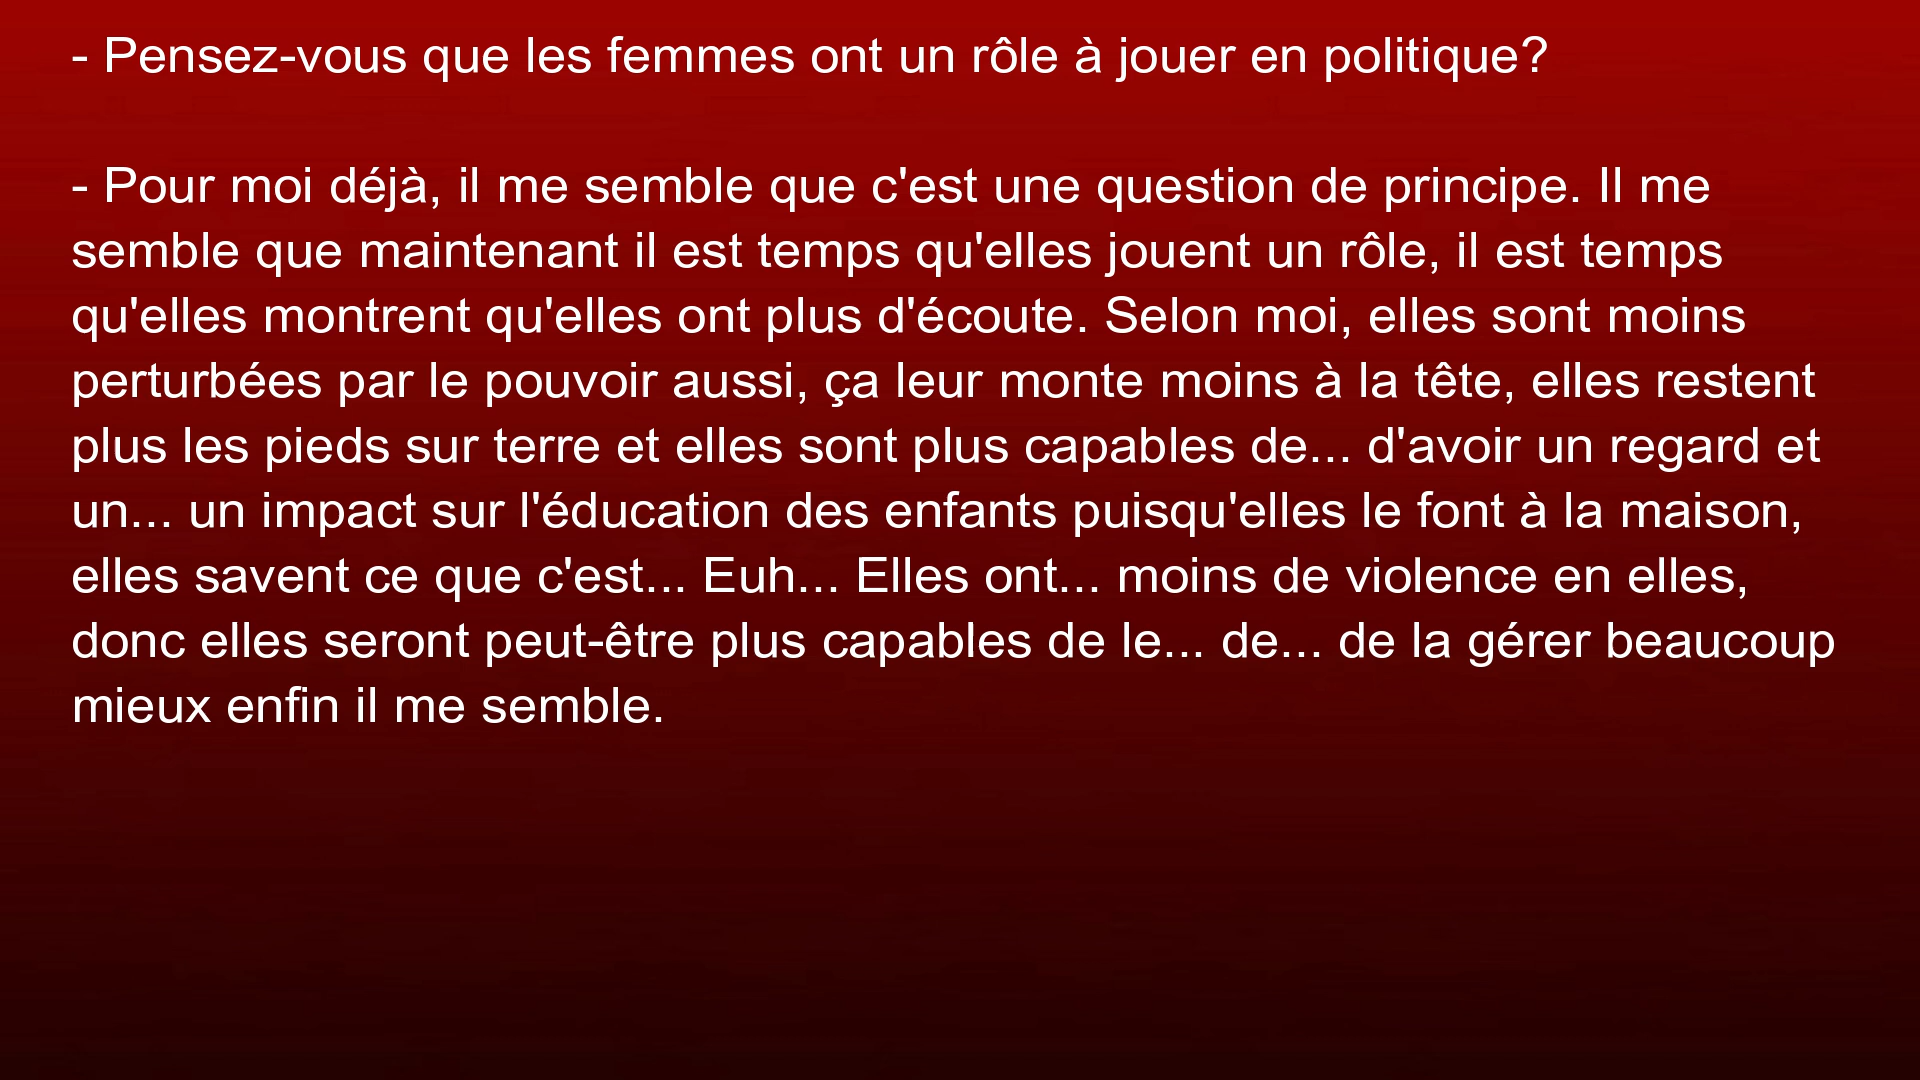 - Pensez-vous que les femmes ont un rôle à jouer en politique?
- Pour moi déjà, il me semble que c'est une question de principe. Il me
semble que maintenant il est temps qu'elles jouent un rôle, il est temps
qu'elles montrent qu'elles ont plus d'écoute. Selon moi, elles sont moins
perturbées par le pouvoir aussi, ça leur monte moins à la tête, elles restent
plus les pieds sur terre et elles sont plus capables de... d'avoir un regard et
un... un impact sur l'éducation des enfants puisqu'elles le font à la maison,
elles savent ce que c'est... Euh... Elles ont... moins de violence en elles,
donc elles seront peut-être plus capables de le... de... de la gérer beaucoup
mieux enfin il me semble.